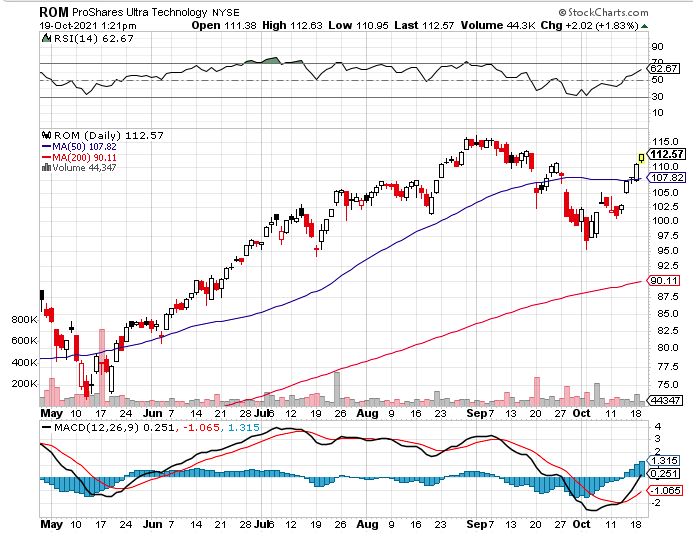 ROM ProShares Ultra Technology NYSE © StockCharts.com
19-Oct-2021 1:21pm Open 111.38 High 112.63 Low 110.95 Last 112.57 Volume 44.3K Chg +2.02 (+1.83%)
RSI(14) 62.67
90
70
62.67
50
30
10
ROM (Daily) 112.57
MA(50) 107.82
MA(200) 90.11
Volume 44,347
115.0
112.57
110.0
107.82
105.0
102.5
100.0
97.5
95.0
92.5
90.11
87.5
85.0
82.5
80.0
77.5
75.0
800K
600K
400K
200K
44347
May 10 17 24 Jun 7 14 21 28 Jul 6 12 19 26 Aug 9 16 23 Sep 7 13 20 27 Oct 11 18
MACD(12,26,9) 0.251, -1.065, 1.315
4
3
2
1.315
0.251
-1.065
-2
May 10 17 24 Jun 7 14 21 28 Jul 6 12 19 26 Aug 9 16 23 Sep 7 13 20 27 Oct 11 18